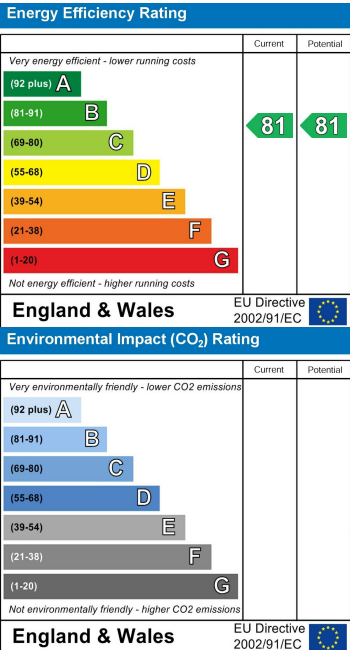 Energy Efficiency Rating
Current Potential
Very energy efficient - lower running costs
(92 plus) A
(81-91) B
81 81
(69-80) C
(55-68) D
(39-54) E
(21-38) F
(1-20) G
Not energy efficient - higher running costs
England & Wales
EU Directive
2002/91/EC
Environmental Impact (CO₂) Rating
Current Potential
Very environmentally friendly - lower CO2 emissions
(92 plus) A
(81-91) B
(69-80) C
(55-68) D
(39-54) E
(21-38) F
(1-20) G
Not environmentally friendly - higher CO2 emissions
England & Wales
EU Directive
2002/91/EC